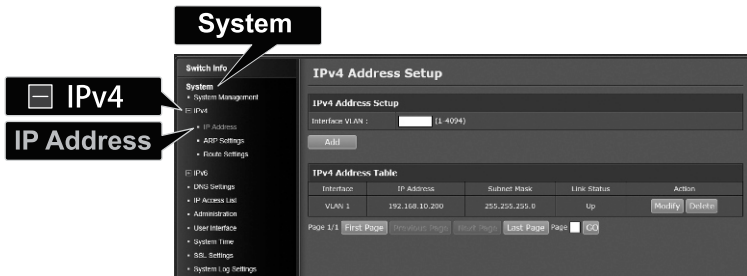 System
IPv4
IP Address
Switch Info
System
System Management
IPv4
IP Address
ARP Settings
Route Settings
IPv6
DNS Settings
IP Access List
Administration
User Interface
System Time
SSL Settings
System Log Settings
IPv4 Address Setup
IPv4 Address Setup
Interface VLAN : (1-4094)
Add
IPv4 Address Table
Interface IP Address Subnet Mask Link Status Action
VLAN 1 192.168.10.200 255.255.255.0 Up Modify Delete
Page 1/1 First Page Previous Page Next Page Last Page Page GO